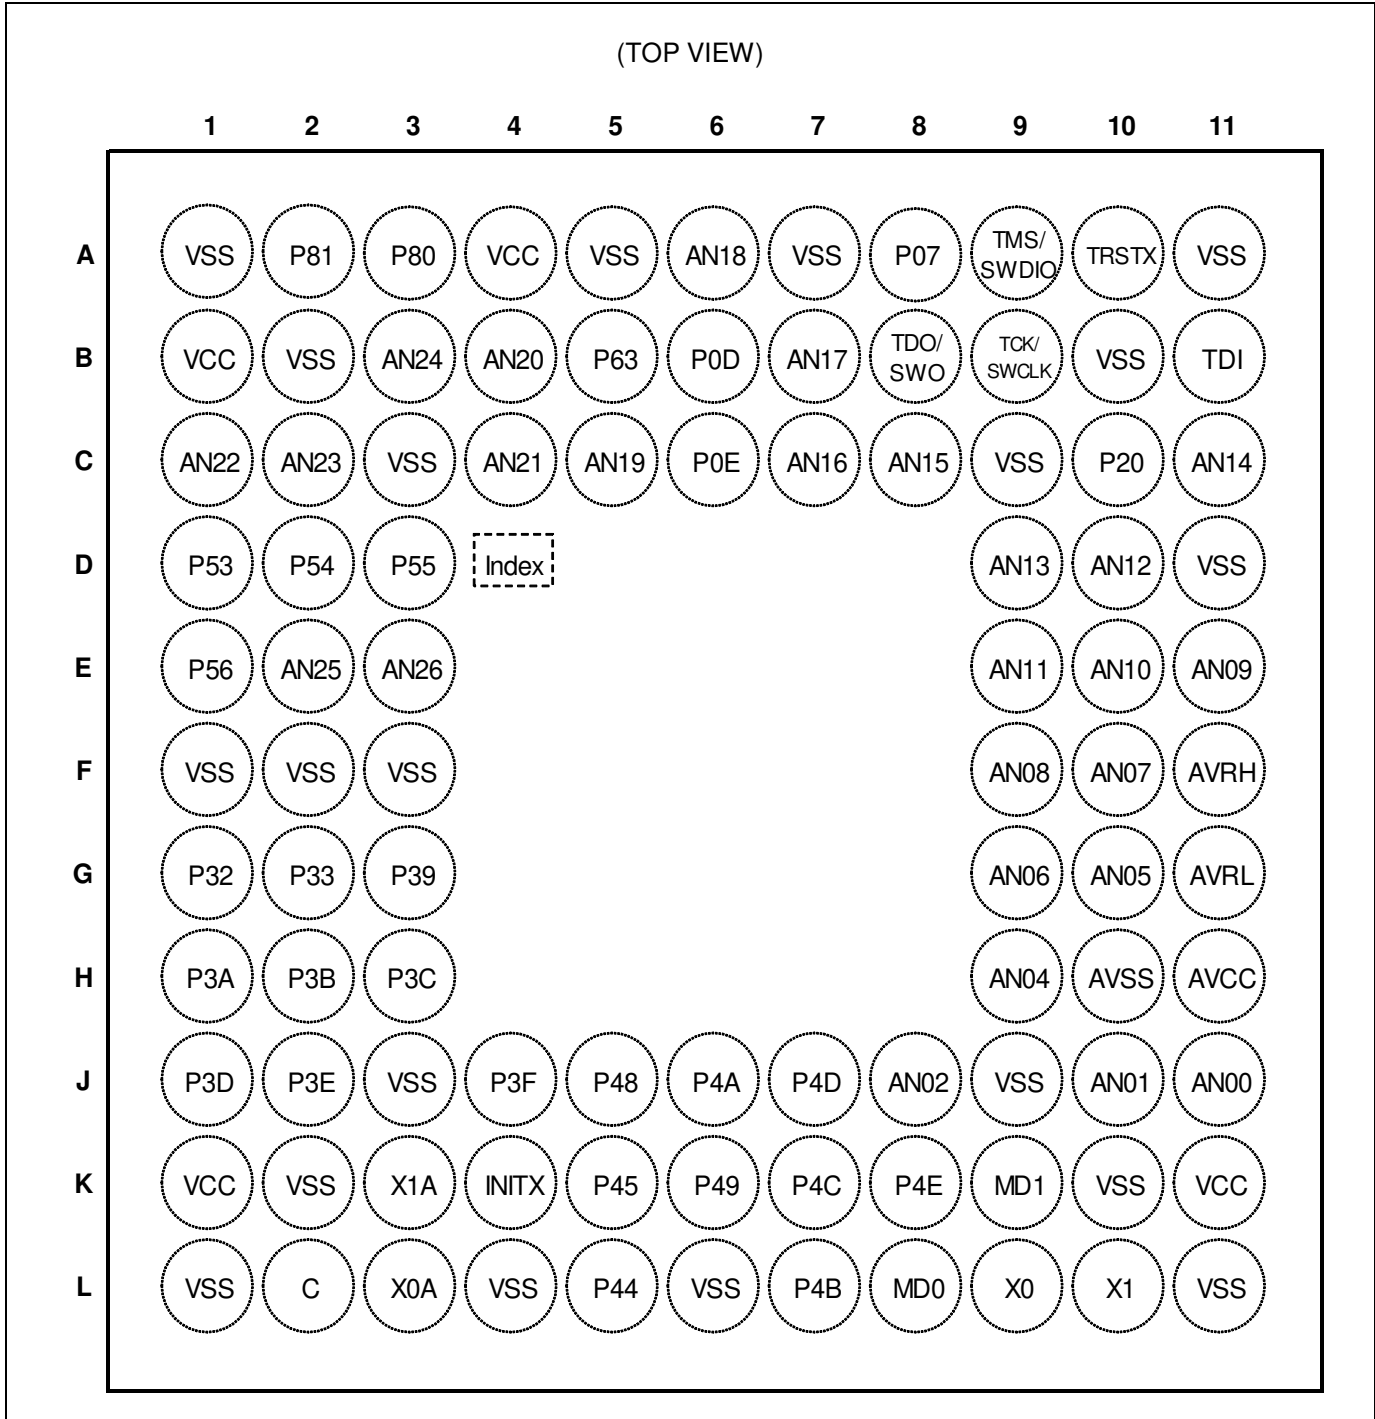 (TOP VIEW)
1 2 3 4 5 6 7 8 9 10 11
A VSS P81 P80 VCC VSS AN18 VSS P07 TMS/SWDIO TRSTX VSS
B VCC VSS AN24 AN20 P63 P0D AN17 TDO/SWO TCK/SWCLK VSS TDI
C AN22 AN23 VSS AN21 AN19 P0E AN16 AN15 VSS P20 AN14
D P53 P54 P55 Index AN13 AN12 VSS
E P56 AN25 AN26 AN11 AN10 AN09
F VSS VSS VSS AN08 AN07 AVRH
G P32 P33 P39 AN06 AN05 AVRL
H P3A P3B P3C AN04 AVSS AVCC
J P3D P3E VSS P3F P48 P4A P4D AN02 VSS AN01 AN00
K VCC VSS X1A INITX P45 P49 P4C P4E MD1 VSS VCC
L VSS C X0A VSS P44 VSS P4B MD0 X0 X1 VSS